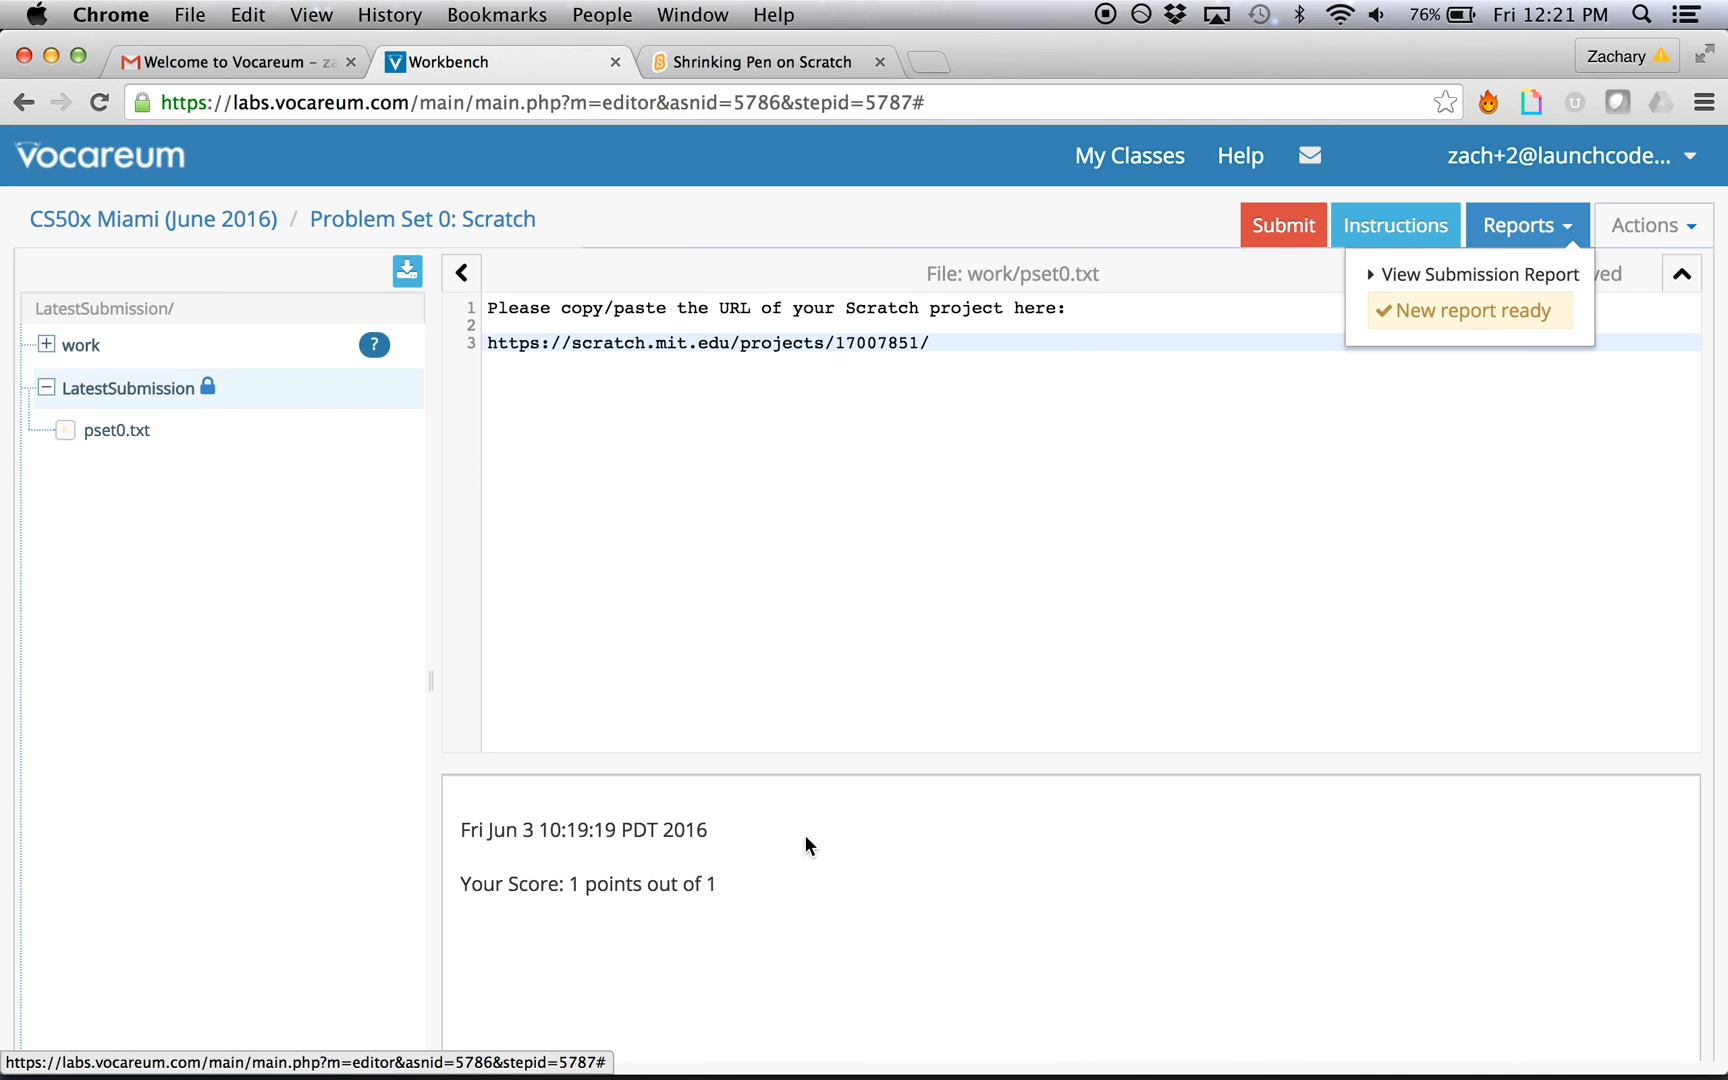 Chrome File Edit View History Bookmarks People Window Help 76% Fri 12:21 PM
Welcome to Vocareum – za Workbench Shrinking Pen on Scratch Zachary
https://labs.vocareum.com/main/main.php?m=editor&asnid=5786&stepid=5787#
Vocareum My Classes Help zach+2@launchcode...
CS50x Miami (June 2016) / Problem Set 0: Scratch Submit Instructions Reports Actions
File: work/pset0.txt View Submission Report ved
LatestSubmission/ 1 Please copy/paste the URL of your Scratch project here: New report ready
2
work ? 3 https://scratch.mit.edu/projects/17007851/
LatestSubmission
pset0.txt
Fri Jun 3 10:19:19 PDT 2016
Your Score: 1 points out of 1
https://labs.vocareum.com/main/main.php?m=editor&asnid=5786&stepid=5787#